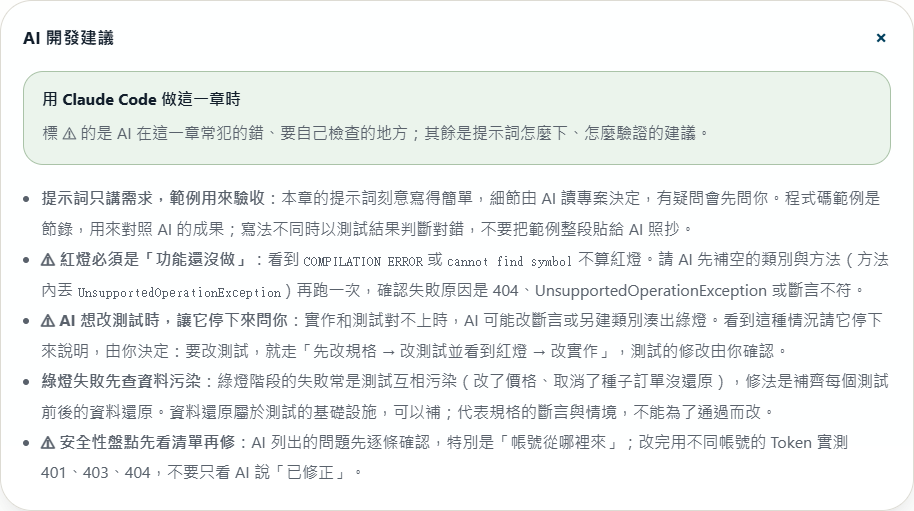 AI 開發建議
×
用 Claude Code 做這一章時
標 ⚠ 的是 AI 在這一章常犯的錯、要自己檢查的地方；其餘是提示詞怎麼下、怎麼驗證的建議。
• 提示詞只講需求，範例用來驗收：本章的提示詞刻意寫得簡單，細節由 AI 讀專案決定，有疑問會先問你。程式碼範例是
節錄，用來對照 AI 的成果；寫法不同時以測試結果判斷對錯，不要把範例整段貼給 AI 照抄。
• ⚠ 紅燈必須是「功能還沒做」：看到 COMPILATION ERROR 或 cannot find symbol 不算紅燈。請 AI 先補空的類別與方法（方法
內丟 UnsupportedOperationException）再跑一次，確認失敗原因是 404、UnsupportedOperationException 或斷言不符。
• ⚠ AI 想改測試時，讓它停下來問你：實作和測試對不上時，AI 可能改斷言或另建類別湊出綠燈。看到這種情況請它停下
來說明，由你決定：要改測試，就走「先改規格 → 改測試並看到紅燈 → 改實作」，測試的修改由你確認。
• 綠燈失敗先查資料污染：綠燈階段的失敗常是測試互相污染（改了價格、取消了種子訂單沒還原），修法是補齊每個測試
前後的資料還原。資料還原屬於測試的基礎設施，可以補；代表規格的斷言與情境，不能為了通過而改。
• ⚠ 安全性盤點先看清單再修：AI 列出的問題先逐條確認，特別是「帳號從哪裡來」；改完用不同帳號的 Token 實測
401、403、404，不要只看 AI 說「已修正」。